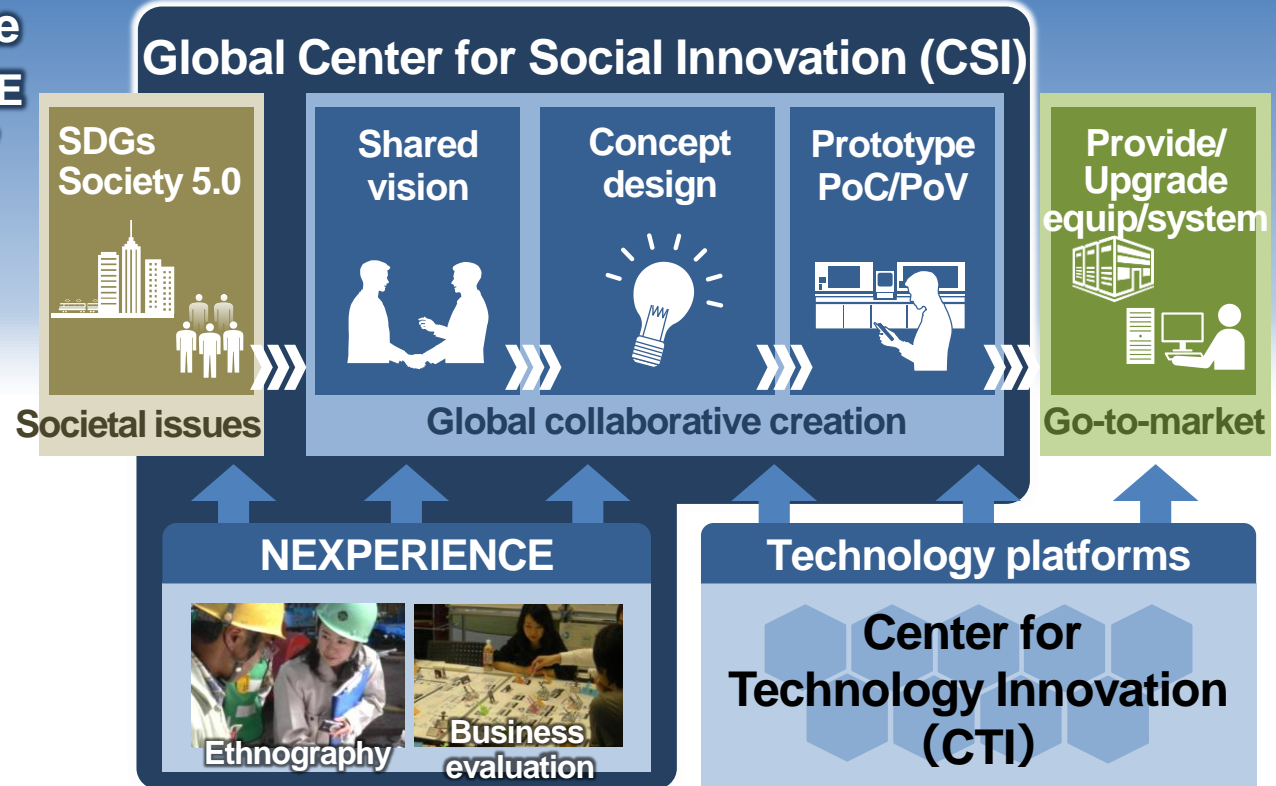 e
E
Global Center for Social Innovation (CSI)
SDGs
Society 5.0
Shared
vision
Concept
design
Prototype
PoC/PoV
Provide/
Upgrade
equip/system
Societal issues
Global collaborative creation
Go-to-market
NEXPERIENCE
Ethnography
Business
evaluation
Technology platforms
Center for
Technology Innovation
（CTI）